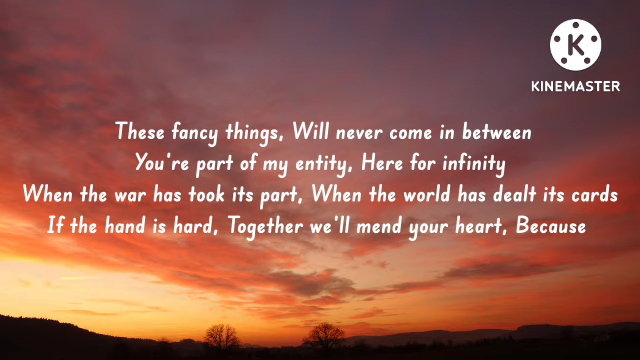 KINEMASTER
These fancy things, Will never come in between
You're part of my entity, Here for infinity
When the war has took its part, When the world has dealt its cards
If the hand is hard, Together we'll mend your heart, Because